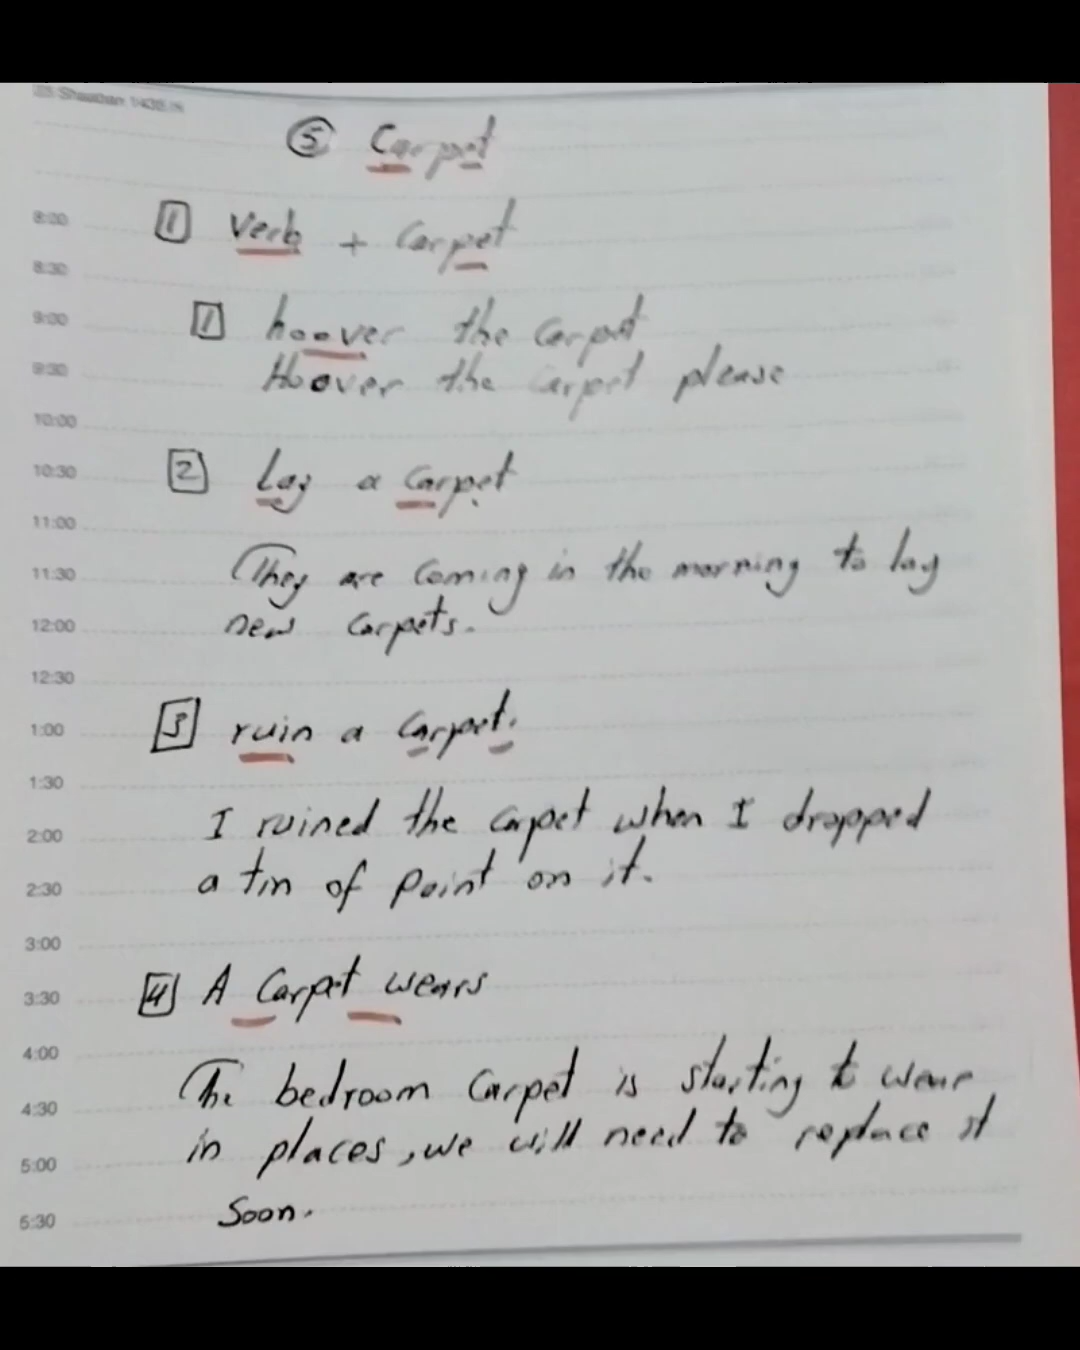 25 Shaaban 1438 H
⑤ Carpet
1 verb + Carpet
8:00
8:30
1 hoover the Carpet
9:00
Hoover the Carpet please
9:30
10:00
2 Lay a Carpet
10:30
11:00
They are Coming in the morning to lay
11:30
new Carpets.
12:00
12:30
3 ruin a Carpet.
1:00
1:30
I ruined the Carpet when I dropped
2:00
a tin of paint on it.
2:30
3:00
4 A Carpet wears
3:30
4:00
The bedroom Carpet is starting to wear
4:30
in places, we will need to replace it
5:00
Soon.
5:30